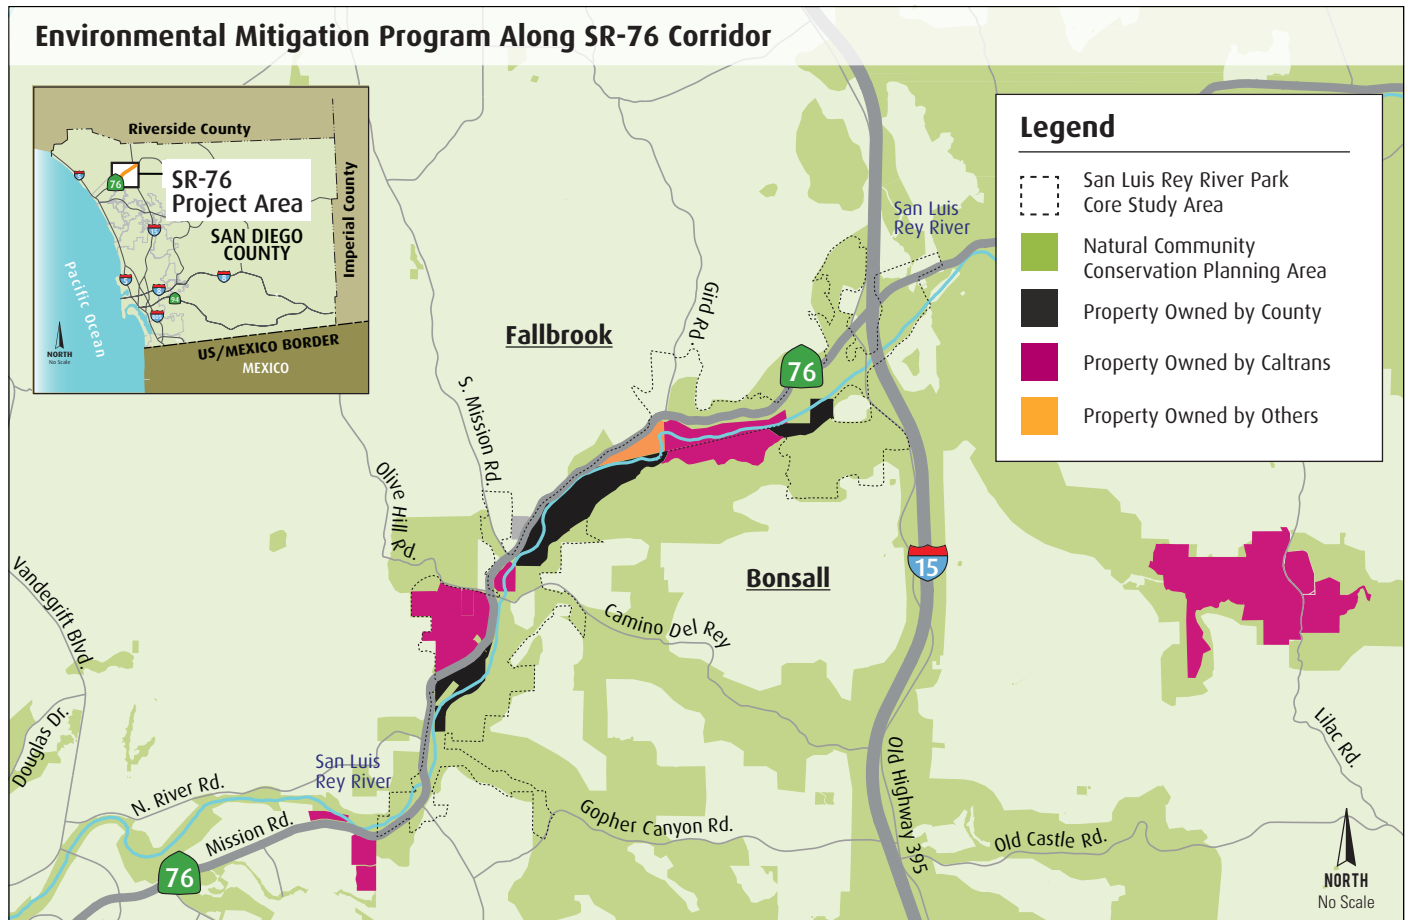 Environmental Mitigation Program Along SR-76 Corridor
Riverside County
SR-76
Project Area
76
SAN DIEGO
COUNTY
Imperial County
Pacific Ocean
94
NORTH
No Scale
US/MEXICO BORDER
MEXICO
Legend
San Luis Rey River Park
Core Study Area
Natural Community
Conservation Planning Area
Property Owned by County
Property Owned by Caltrans
Property Owned by Others
San Luis
Rey River
Gird Rd.
Fallbrook
76
S. Mission Rd.
Olive Hill
Rd.
Bonsall
15
Camino Del Rey
Vandegrift Blvd.
Douglas Dr.
San Luis
Rey River
N. River Rd.
Mission Rd.
76
Gopher Canyon Rd.
Old Highway 395
Old Castle Rd.
Lilac Rd.
NORTH
No Scale